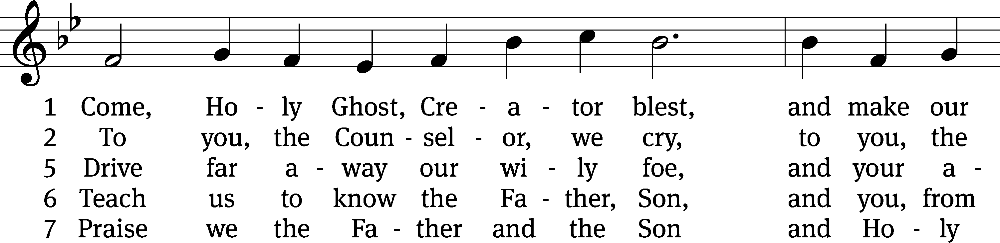 1 Come, Ho - ly Ghost, Cre - a - tor blest, and make our
2 To you, the Coun - sel - or, we cry, to you, the
5 Drive far a - way our wi - ly foe, and your a -
6 Teach us to know the Fa - ther, Son, and you, from
7 Praise we the Fa - ther and the Son and Ho - ly